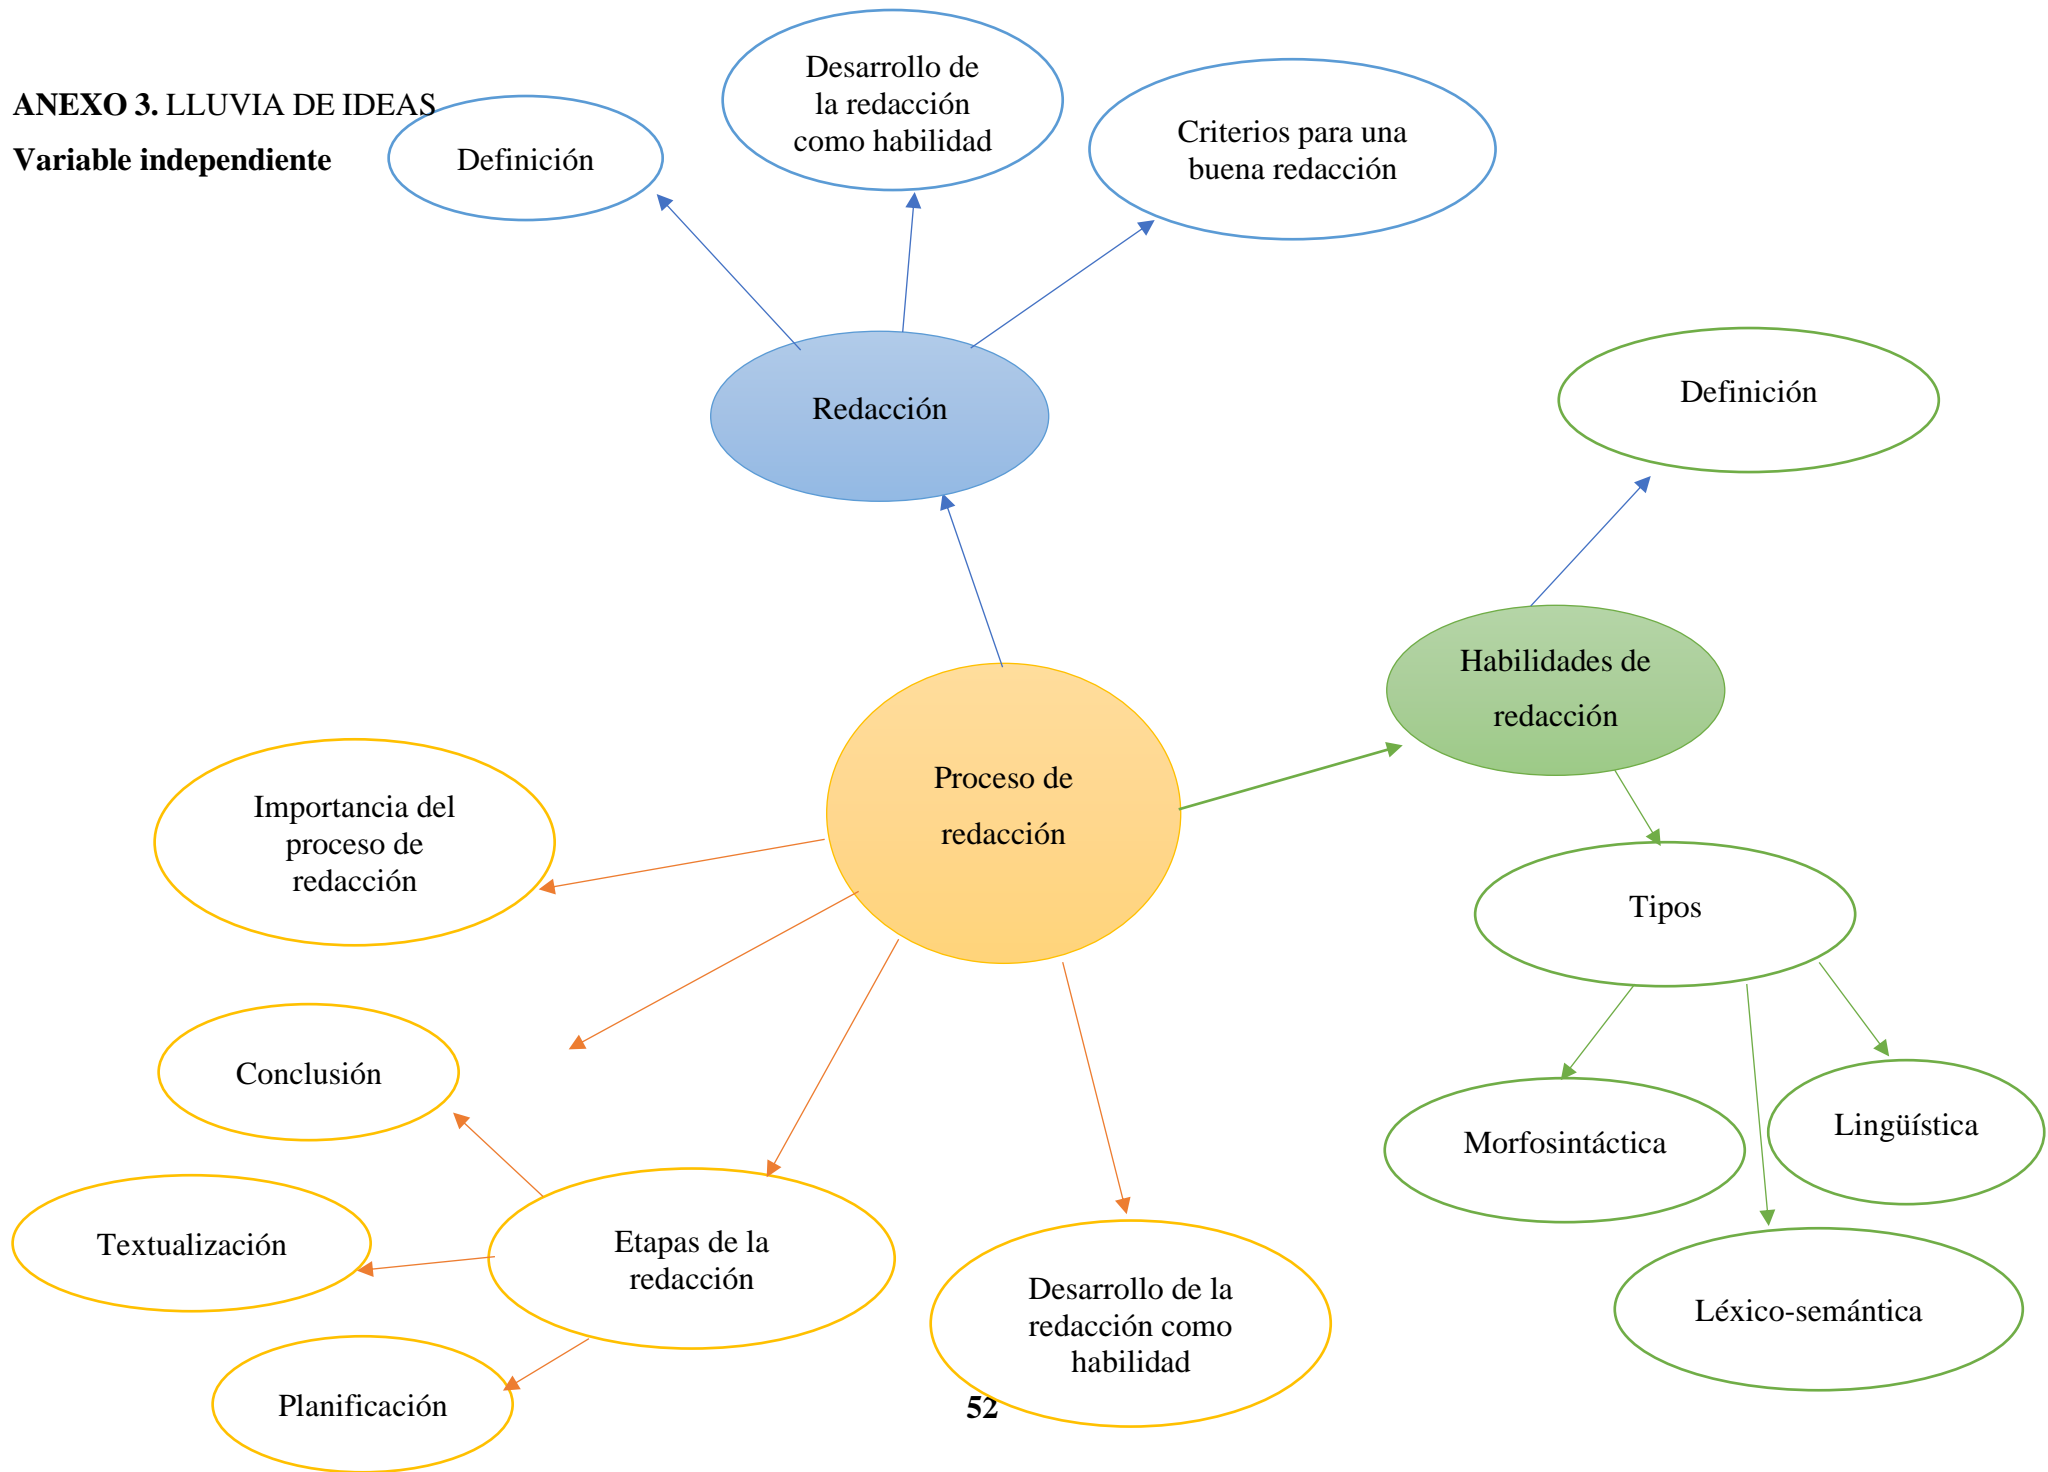 ANEXO 3. LLUVIA DE IDEAS
Variable independiente
Definición
Desarrollo de
la redacción
como habilidad
Criterios para una
buena redacción
Redacción
Definición
Habilidades de
redacción
Proceso de
redacción
Importancia del
proceso de
redacción
Tipos
Conclusión
Morfosintáctica
Lingüística
Textualización
Etapas de la
redacción
Desarrollo de la
redacción como
habilidad
Léxico-semántica
Planificación
52